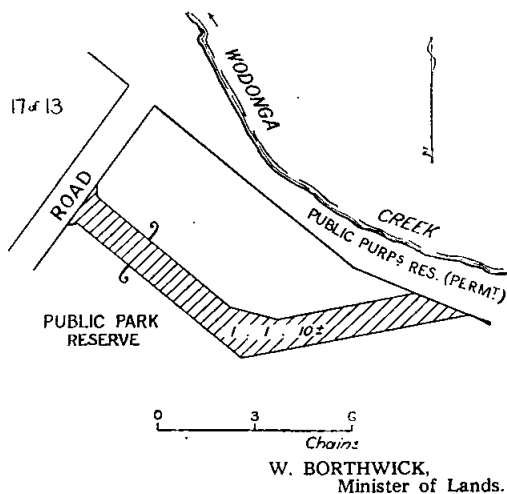 WODONGA
CREEK
17 of 13
ROAD
PUBLIC PURPS RES. (PERMT)
PUBLIC PARK
RESERVE
1 . 1 . 10±
0 3 6
Chains
W. BORTHWICK,
Minister of Lands.